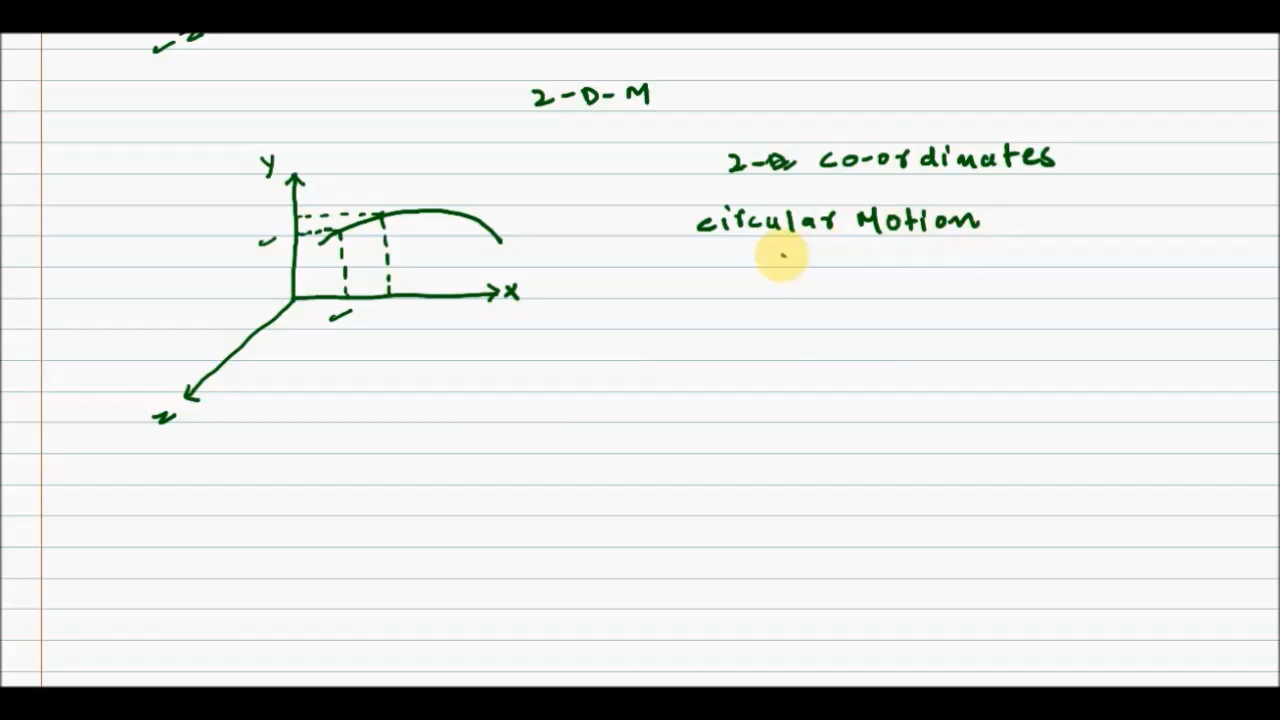 2-D-M
Y
2-D co-ordinates
circular Motion
X
Z